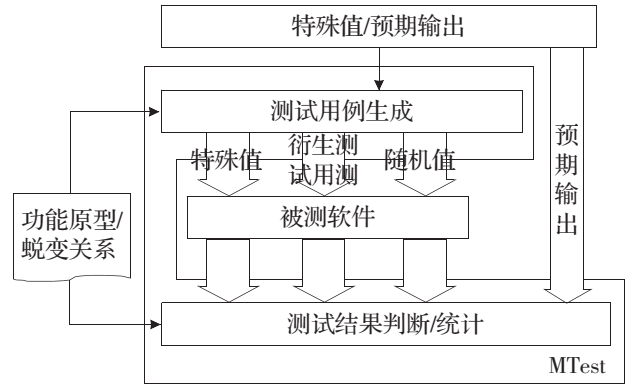 特殊值/预期输出
测试用例生成
特殊值
衍生测
试用测
随机值
预期输出
功能原型/
蜕变关系
被测软件
测试结果判断/统计
MTest